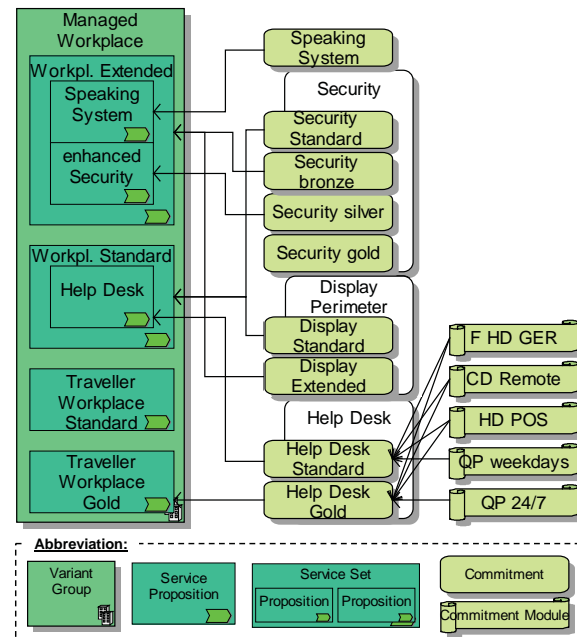 Managed
Workplace
Workpl. Extended
Speaking
System
enhanced
Security
Workpl. Standard
Help Desk
Traveller
Workplace
Standard
Traveller
Workplace
Gold
Speaking
System
Security
Security
Standard
Security
bronze
Security silver
Security gold
Display
Perimeter
Display
Standard
Display
Extended
Help Desk
Help Desk
Standard
Help Desk
Gold
F HD GER
CD Remote
HD POS
QP weekdays
QP 24/7
Abbreviation:
Variant
Group
Service
Proposition
Service Set
Proposition
Proposition
Commitment
Commitment Module